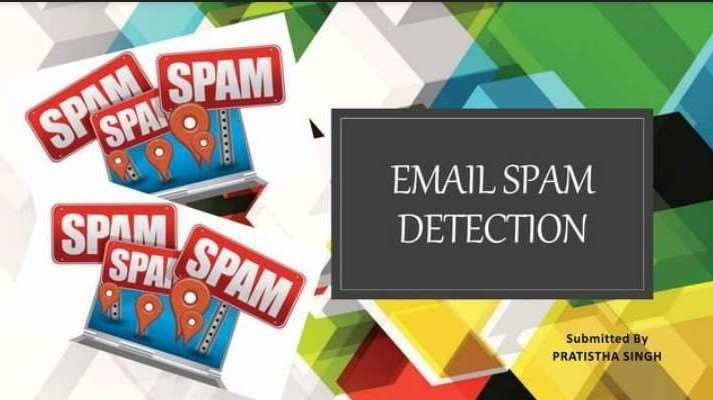 SPAM
SPAM
SPAM
SPAM
SPAM
SPAM
EMAIL SPAM
DETECTION
Submitted By
PRATISTHA SINGH